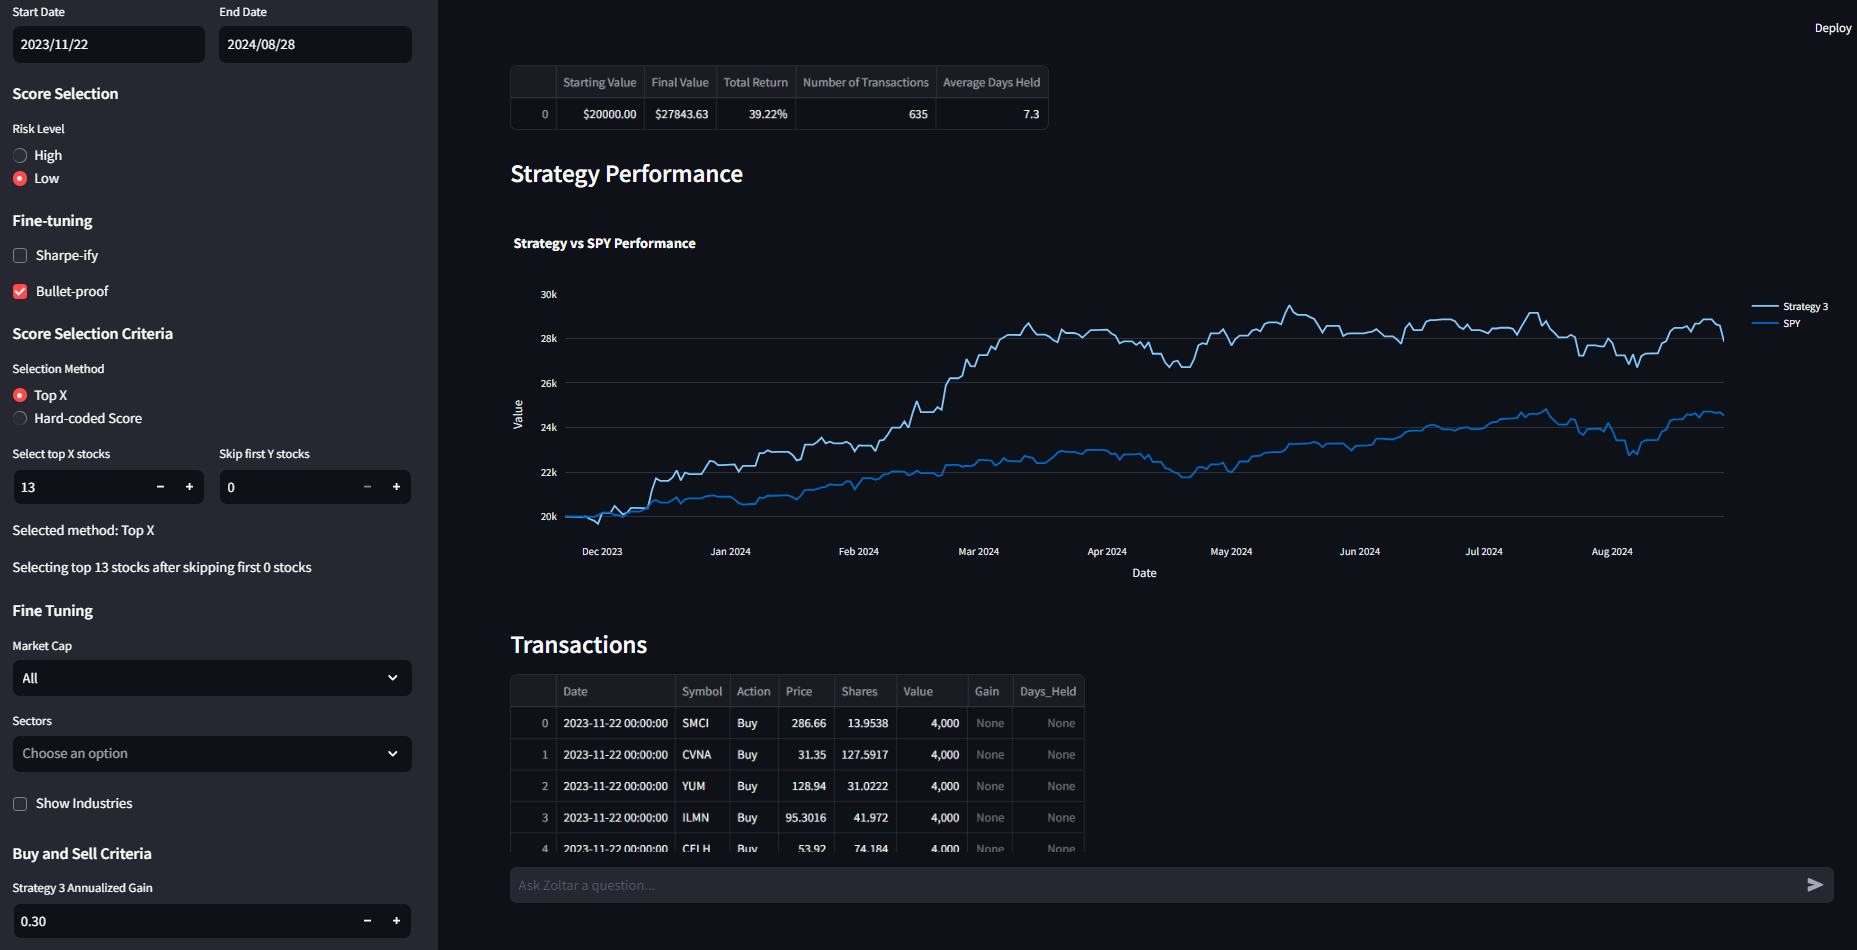 Start Date
End Date
2023/11/22
2024/08/28
Score Selection
Risk Level
High
Low
Fine-tuning
Sharpe-ify
Bullet-proof
Score Selection Criteria
Selection Method
Top X
Hard-coded Score
Select top X stocks
Skip first Y stocks
13 − +
0 − +
Selected method: Top X
Selecting top 13 stocks after skipping first 0 stocks
Fine Tuning
Market Cap
All
Sectors
Choose an option
Show Industries
Buy and Sell Criteria
Strategy 3 Annualized Gain
0.30 − +
Deploy
Starting Value Final Value Total Return Number of Transactions Average Days Held
0 $20000.00 $27843.63 39.22% 635 7.3
Strategy Performance
Strategy vs SPY Performance
30k
28k
26k
24k
22k
20k
Value
Dec 2023 Jan 2024 Feb 2024 Mar 2024 Apr 2024 May 2024 Jun 2024 Jul 2024 Aug 2024
Date
Strategy 3
SPY
Transactions
Date Symbol Action Price Shares Value Gain Days_Held
0 2023-11-22 00:00:00 SMCI Buy 286.66 13.9538 4,000 None None
1 2023-11-22 00:00:00 CVNA Buy 31.35 127.5917 4,000 None None
2 2023-11-22 00:00:00 YUM Buy 128.94 31.0222 4,000 None None
3 2023-11-22 00:00:00 ILMN Buy 95.3016 41.972 4,000 None None
4 2023-11-22 00:00:00 CELH Buy 53.92 74.184 4,000 None None
Ask Zoltar a question...